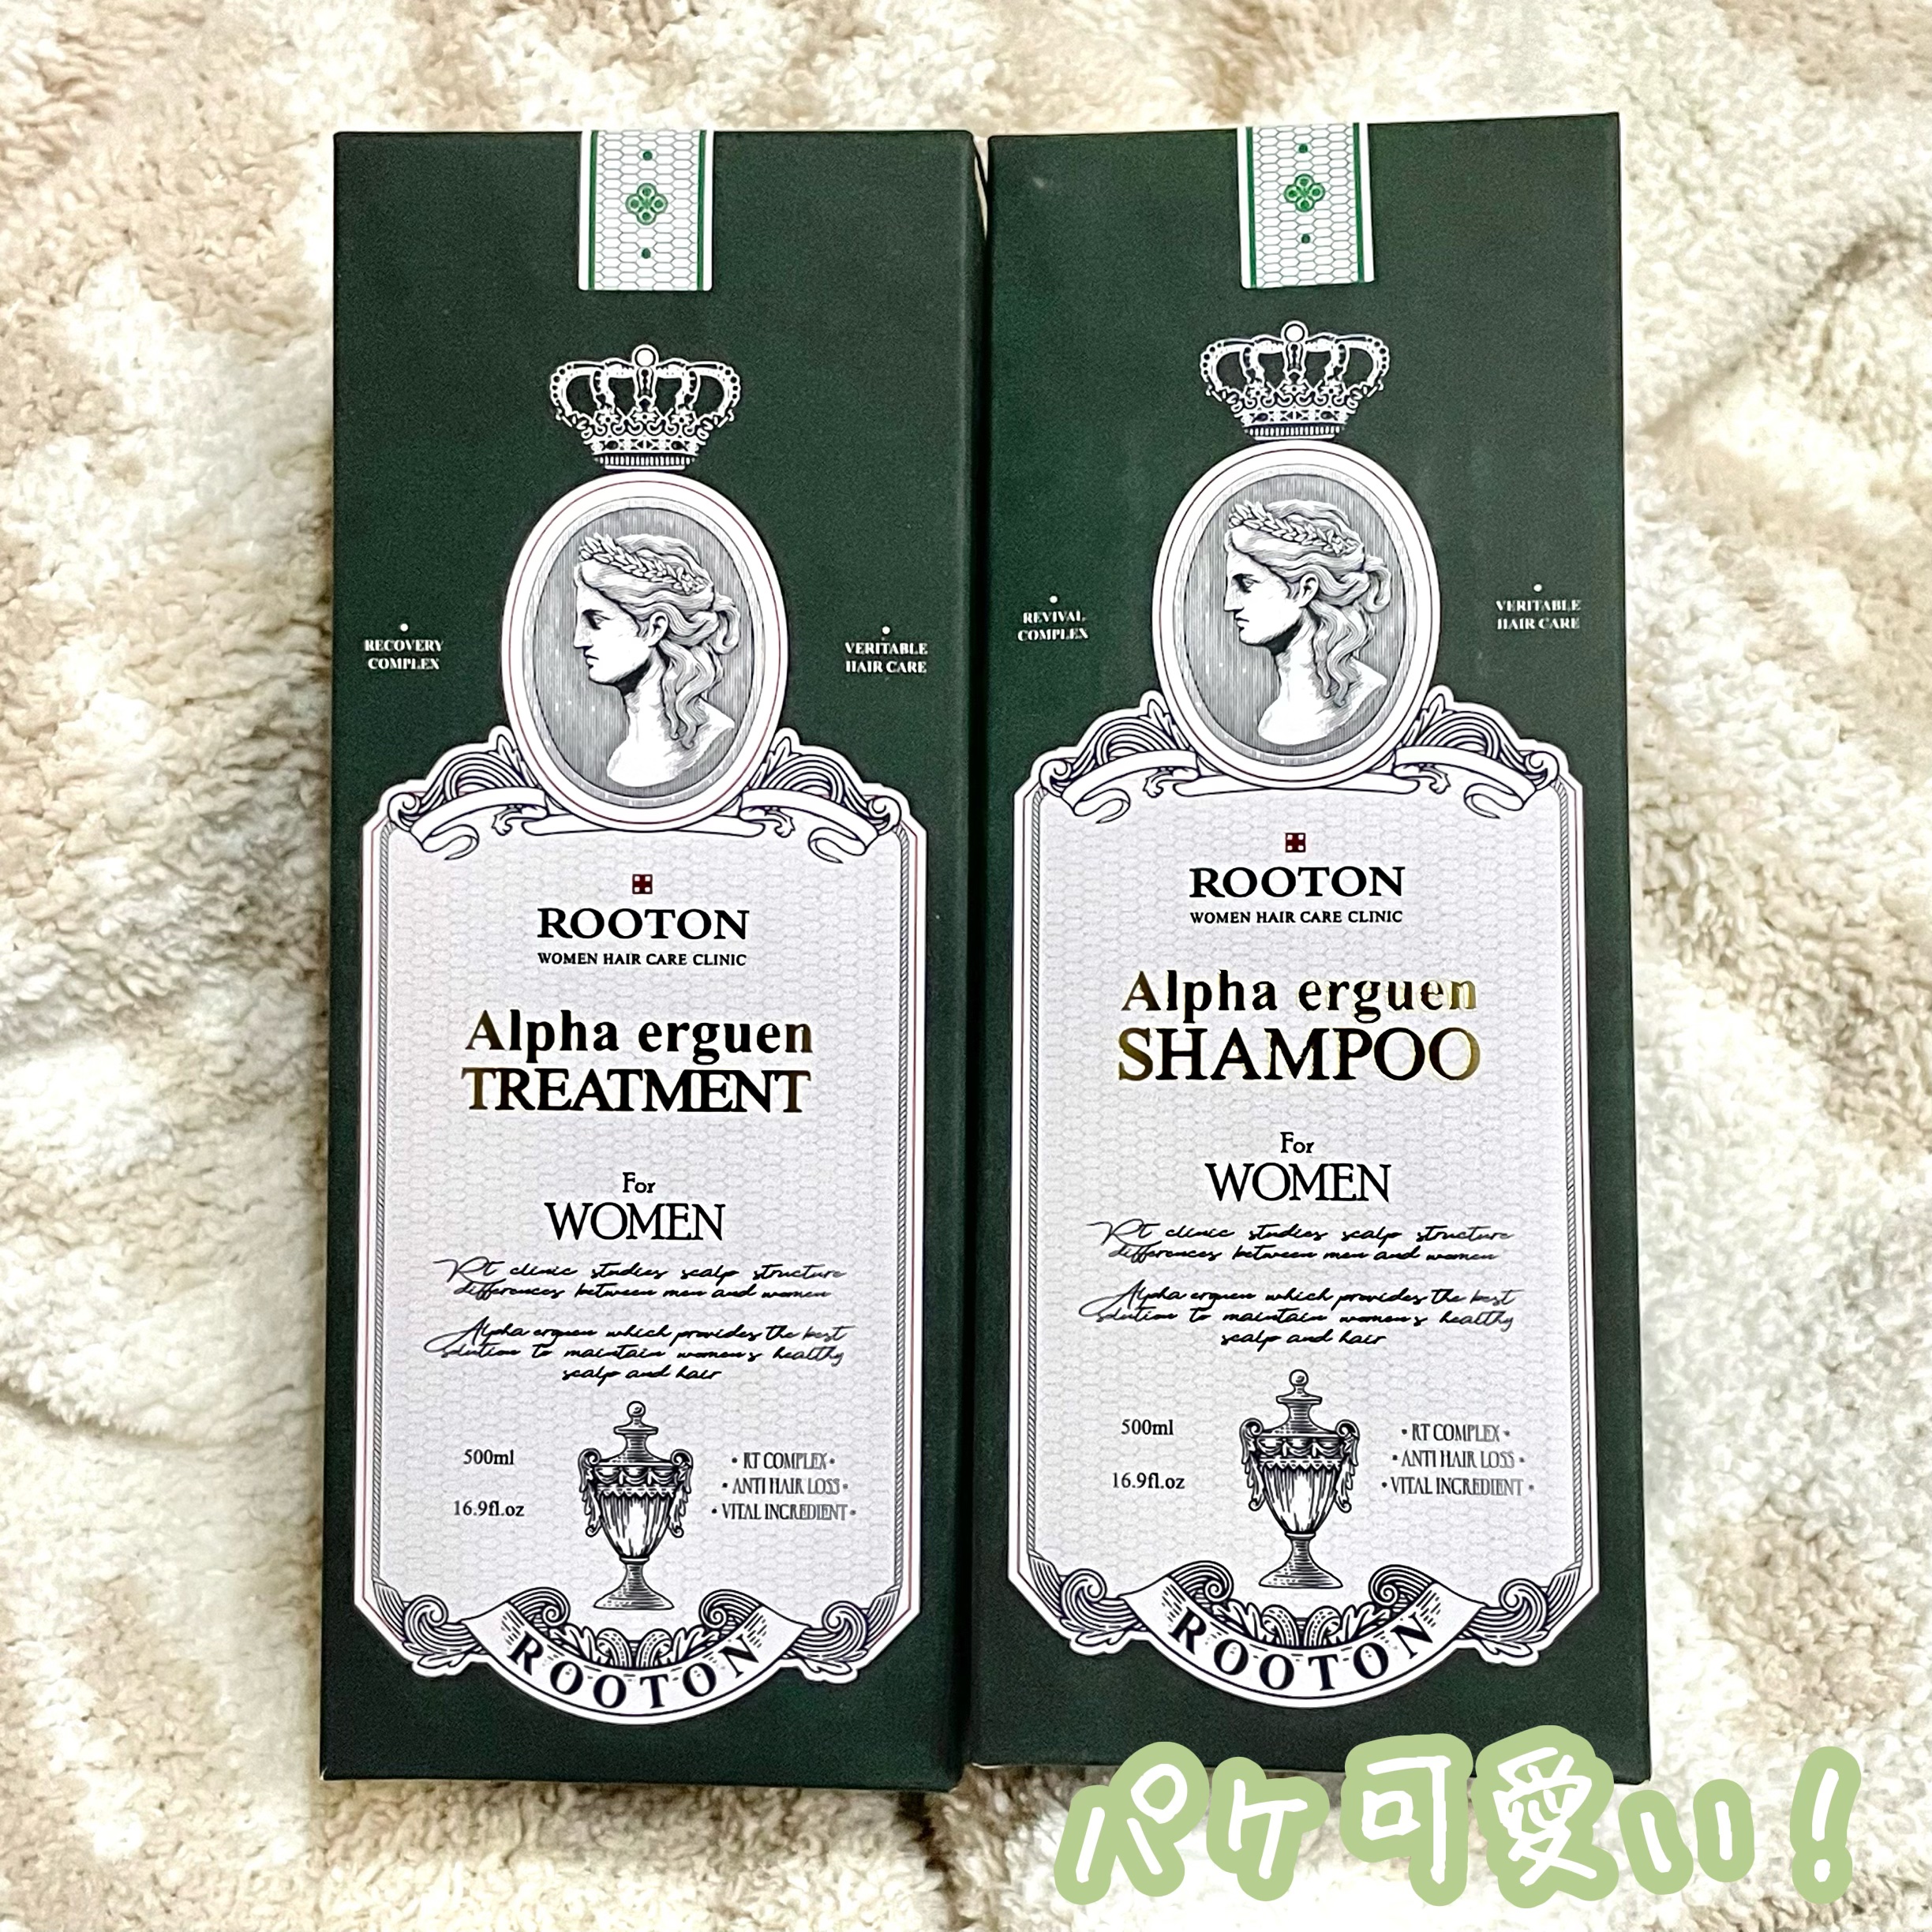 RECOVERY
COMPLEX
VERITABLE
HAIR CARE
ROOTON
WOMEN HAIR CARE CLINIC
Alpha erguen
TREATMENT
For
WOMEN
Rt clinic studies scalp structure
differences between men and women
Alpha erguen which provides the best
solution to maintain women's healthy
scalp and hair
500ml
16.9fl.oz
• RT COMPLEX •
• ANTI HAIR LOSS •
• VITAL INGREDIENT •
ROOTON
REVIVAL
COMPLEX
VERITABLE
HAIR CARE
ROOTON
WOMEN HAIR CARE CLINIC
Alpha erguen
SHAMPOO
For
WOMEN
Rt clinic studies scalp structure
differences between men and women
Alpha erguen which provides the best
solution to maintain women's healthy
scalp and hair
500ml
16.9fl.oz
• RT COMPLEX •
• ANTI HAIR LOSS •
• VITAL INGREDIENT •
ROOTON
パケ可愛い！